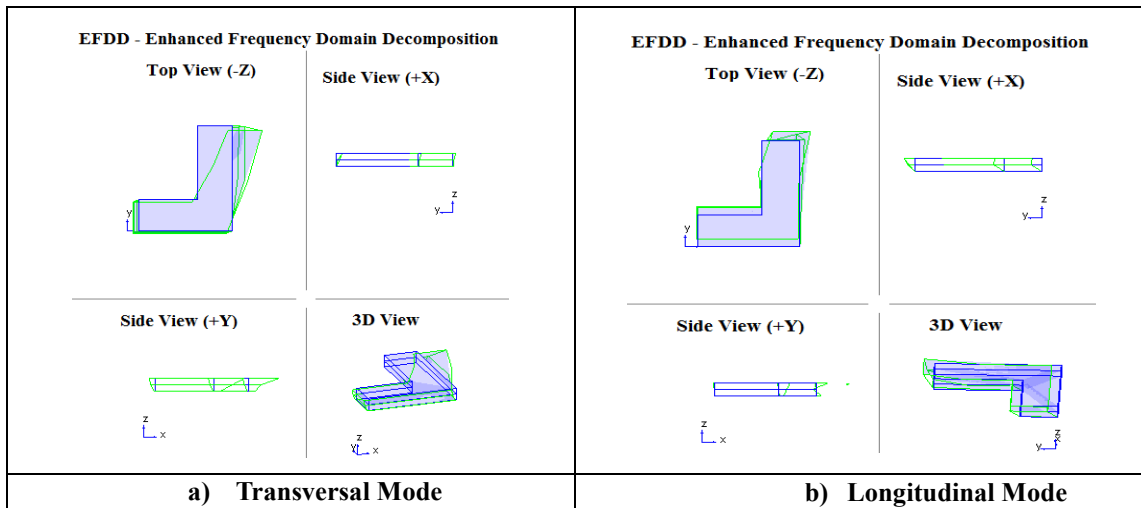 EFDD - Enhanced Frequency Domain Decomposition
Top View (-Z)
Side View (+X)
y
z
y
Side View (+Y)
3D View
z
x
z
y x
a) Transversal Mode
EFDD - Enhanced Frequency Domain Decomposition
Top View (-Z)
Side View (+X)
y
z
y
Side View (+Y)
3D View
z
x
z
x
y
b) Longitudinal Mode